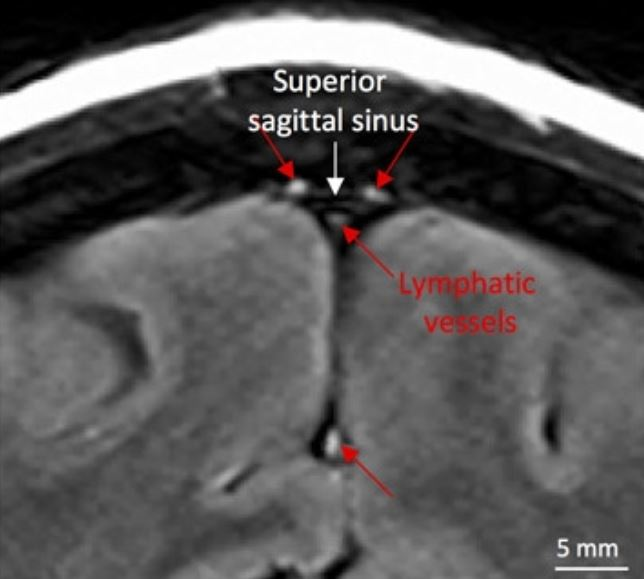 Superior
sagittal sinus
Lymphatic
vessels
5 mm